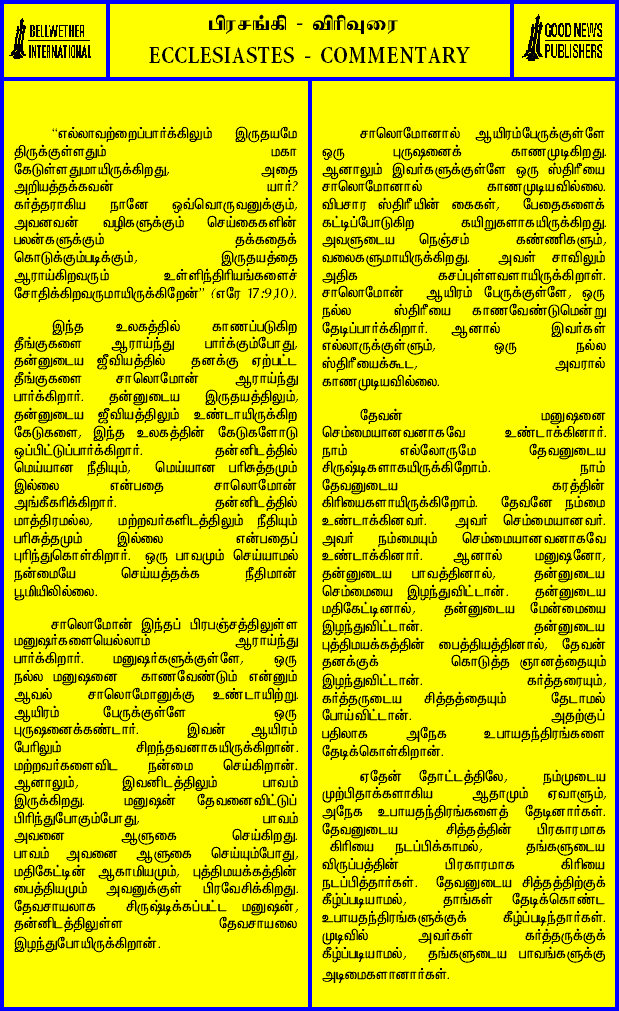 BELLWETHER
INTERNATIONAL
பிரசங்கி - விரிவுரை
ECCLESIASTES - COMMENTARY
GOOD NEWS
PUBLISHERS
“எல்லாவற்றைப்பார்க்கிலும் இருதயமே
திருக்குள்ளதும் மகா
கேடுள்ளதுமாயிருக்கிறது, அதை
அறியத்தக்கவன் யார்?
கர்த்தராகிய நானே ஒவ்வொருவனுக்கும்,
அவனவன் வழிகளுக்கும் செய்கைகளின்
பலன்களுக்கும் தக்கதைக்
கொடுக்கும்படிக்கும், இருதயத்தை
ஆராய்கிறவரும் உள்ளிந்திரியங்களைச்
சோதிக்கிறவருமாயிருக்கிறேன்” (எரே 17:9,10).
இந்த உலகத்தில் காணப்படுகிற
தீங்குகளை ஆராய்ந்து பார்க்கும்போது,
தன்னுடைய ஜீவியத்தில் தனக்கு ஏற்பட்ட
தீங்குகளை சாலொமோன் ஆராய்ந்து
பார்க்கிறார். தன்னுடைய இருதயத்திலும்,
தன்னுடைய ஜீவியத்திலும் உண்டாயிருக்கிற
கேடுகளை, இந்த உலகத்தின் கேடுகளோடு
ஒப்பிட்டுப்பார்க்கிறார். தன்னிடத்தில்
மெய்யான நீதியும், மெய்யான பரிசுத்தமும்
இல்லை என்பதை சாலொமோன்
அங்கீகரிக்கிறார். தன்னிடத்தில்
மாத்திரமல்ல, மற்றவர்களிடத்திலும் நீதியும்
பரிசுத்தமும் இல்லை என்பதைப்
புரிந்துகொள்கிறார். ஒரு பாவமும் செய்யாமல்
நன்மையே செய்யத்தக்க நீதிமான்
பூமியிலில்லை.
சாலொமோன் இந்தப் பிரபஞ்சத்திலுள்ள
மனுஷர்களையெல்லாம் ஆராய்ந்து
பார்க்கிறார். மனுஷர்களுக்குள்ளே, ஒரு
நல்ல மனுஷனை காணவேண்டும் என்னும்
ஆவல் சாலொமோனுக்கு உண்டாயிற்று.
ஆயிரம் பேருக்குள்ளே ஒரு
புருஷனைக்கண்டார். இவன் ஆயிரம்
பேரிலும் சிறந்தவனாகயிருக்கிறான்.
மற்றவர்களைவிட நன்மை செய்கிறான்.
ஆனாலும், இவனிடத்திலும் பாவம்
இருக்கிறது. மனுஷன் தேவனைவிட்டுப்
பிரிந்துபோகும்போது, பாவம்
அவனை ஆளுகை செய்கிறது.
பாவம் அவனை ஆளுகை செய்யும்போது,
மதிகேட்டின் ஆகாமியமும், புத்திமயக்கத்தின்
பைத்தியமும் அவனுக்குள் பிரவேசிக்கிறது.
தேவசாயலாக சிருஷ்டிக்கப்பட்ட மனுஷன்,
தன்னிடத்திலுள்ள தேவசாயலை
இழந்துபோயிருக்கிறான்.
சாலொமோனால் ஆயிரம்பேருக்குள்ளே
ஒரு புருஷனைக் காணமுடிகிறது.
ஆனாலும் இவர்களுக்குள்ளே ஒரு ஸ்திரீயை
சாலொமோனால் காணமுடியவில்லை.
விபசார ஸ்திரீயின் கைகள், பேதைகளைக்
கட்டிப்போடுகிற கயிறுகளாகயிருக்கிறது.
அவளுடைய நெஞ்சம் கண்ணிகளும்,
வலைகளுமாயிருக்கிறது. அவள் சாவிலும்
அதிக கசப்புள்ளவளாயிருக்கிறாள்.
சாலொமோன் ஆயிரம் பேருக்குள்ளே, ஒரு
நல்ல ஸ்திரீயை காணவேண்டுமென்று
தேடிப்பார்க்கிறார். ஆனால் இவர்கள்
எல்லாருக்குள்ளும், ஒரு நல்ல
ஸ்திரீயைக்கூட, அவரால்
காணமுடியவில்லை.
தேவன் மனுஷனை
செம்மையானவனாகவே உண்டாக்கினார்.
நாம் எல்லோருமே தேவனுடைய
சிருஷ்டிகளாகயிருக்கிறோம். நாம்
தேவனுடைய கரத்தின்
கிரியைகளாயிருக்கிறோம். தேவனே நம்மை
உண்டாக்கினவர். அவர் செம்மையானவர்.
அவர் நம்மையும் செம்மையானவனாகவே
உண்டாக்கினார். ஆனால் மனுஷனோ,
தன்னுடைய பாவத்தினால், தன்னுடைய
செம்மையை இழந்துவிட்டான். தன்னுடைய
மதிகேட்டினால், தன்னுடைய மேன்மையை
இழந்துவிட்டான். தன்னுடைய
புத்திமயக்கத்தின் பைத்தியத்தினால், தேவன்
தனக்குக் கொடுத்த ஞானத்தையும்
இழந்துவிட்டான். கர்த்தரையும்,
கர்த்தருடைய சித்தத்தையும் தேடாமல்
போய்விட்டான். அதற்குப்
பதிலாக அநேக உபாயதந்திரங்களை
தேடிக்கொள்கிறான்.
ஏதேன் தோட்டத்திலே, நம்முடைய
முற்பிதாக்களாகிய ஆதாமும் ஏவாளும்,
அநேக உபாயதந்திரங்களைத் தேடினார்கள்.
தேவனுடைய சித்தத்தின் பிரகாரமாக
கிரியை நடப்பிக்காமல், தங்களுடைய
விருப்பத்தின் பிரகாரமாக கிரியை
நடப்பித்தார்கள். தேவனுடைய சித்தத்திற்குக்
கீழ்ப்படியாமல், தாங்கள் தேடிக்கொண்ட
உபாயதந்திரங்களுக்குக் கீழ்ப்படிந்தார்கள்.
முடிவில் அவர்கள் கர்த்தருக்குக்
கீழ்ப்படியாமல், தங்களுடைய பாவங்களுக்கு
அடிமைகளானார்கள்.